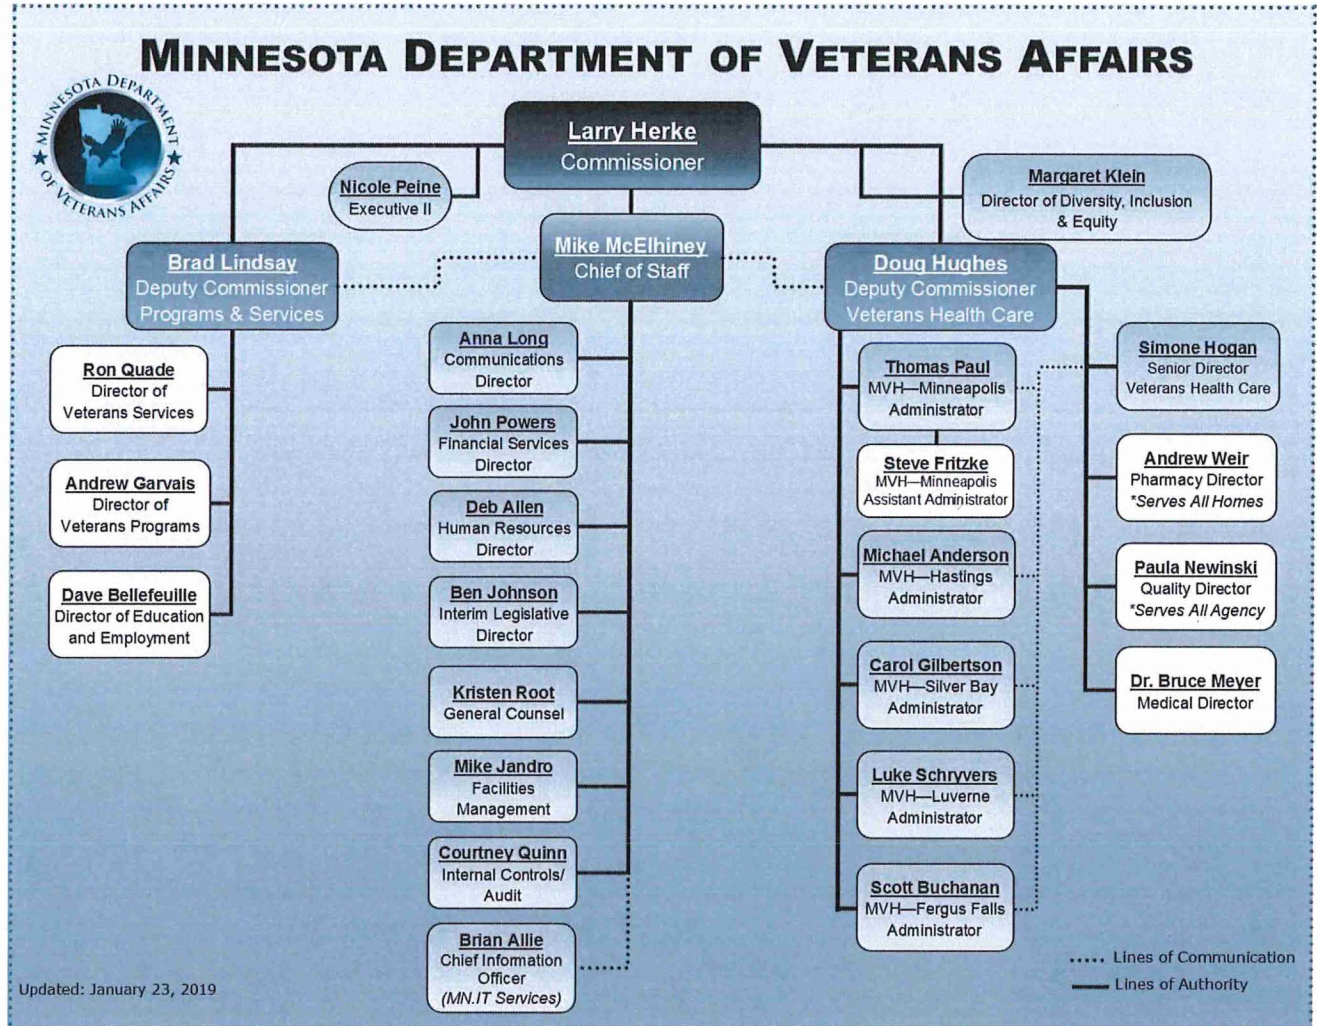 MINNESOTA DEPARTMENT OF VETERANS AFFAIRS
MINNESOTA DEPARTMENT
OF VETERANS AFFAIRS
Larry Herke
Commissioner
Nicole Peine
Executive II
Margaret Klein
Director of Diversity, Inclusion
& Equity
Brad Lindsay
Deputy Commissioner
Programs & Services
Mike McElhiney
Chief of Staff
Doug Hughes
Deputy Commissioner
Veterans Health Care
Ron Quade
Director of
Veterans Services
Andrew Garvais
Director of
Veterans Programs
Dave Bellefeuille
Director of Education
and Employment
Anna Long
Communications
Director
John Powers
Financial Services
Director
Deb Allen
Human Resources
Director
Ben Johnson
Interim Legislative
Director
Kristen Root
General Counsel
Mike Jandro
Facilities
Management
Courtney Quinn
Internal Controls/
Audit
Brian Allie
Chief Information
Officer
(MN.IT Services)
Thomas Paul
MVH—Minneapolis
Administrator
Steve Fritzke
MVH—Minneapolis
Assistant Administrator
Michael Anderson
MVH—Hastings
Administrator
Carol Gilbertson
MVH—Silver Bay
Administrator
Luke Schryvers
MVH—Luverne
Administrator
Scott Buchanan
MVH—Fergus Falls
Administrator
Simone Hogan
Senior Director
Veterans Health Care
Andrew Weir
Pharmacy Director
*Serves All Homes
Paula Newinski
Quality Director
*Serves All Agency
Dr. Bruce Meyer
Medical Director
Lines of Communication
Lines of Authority
Updated: January 23, 2019